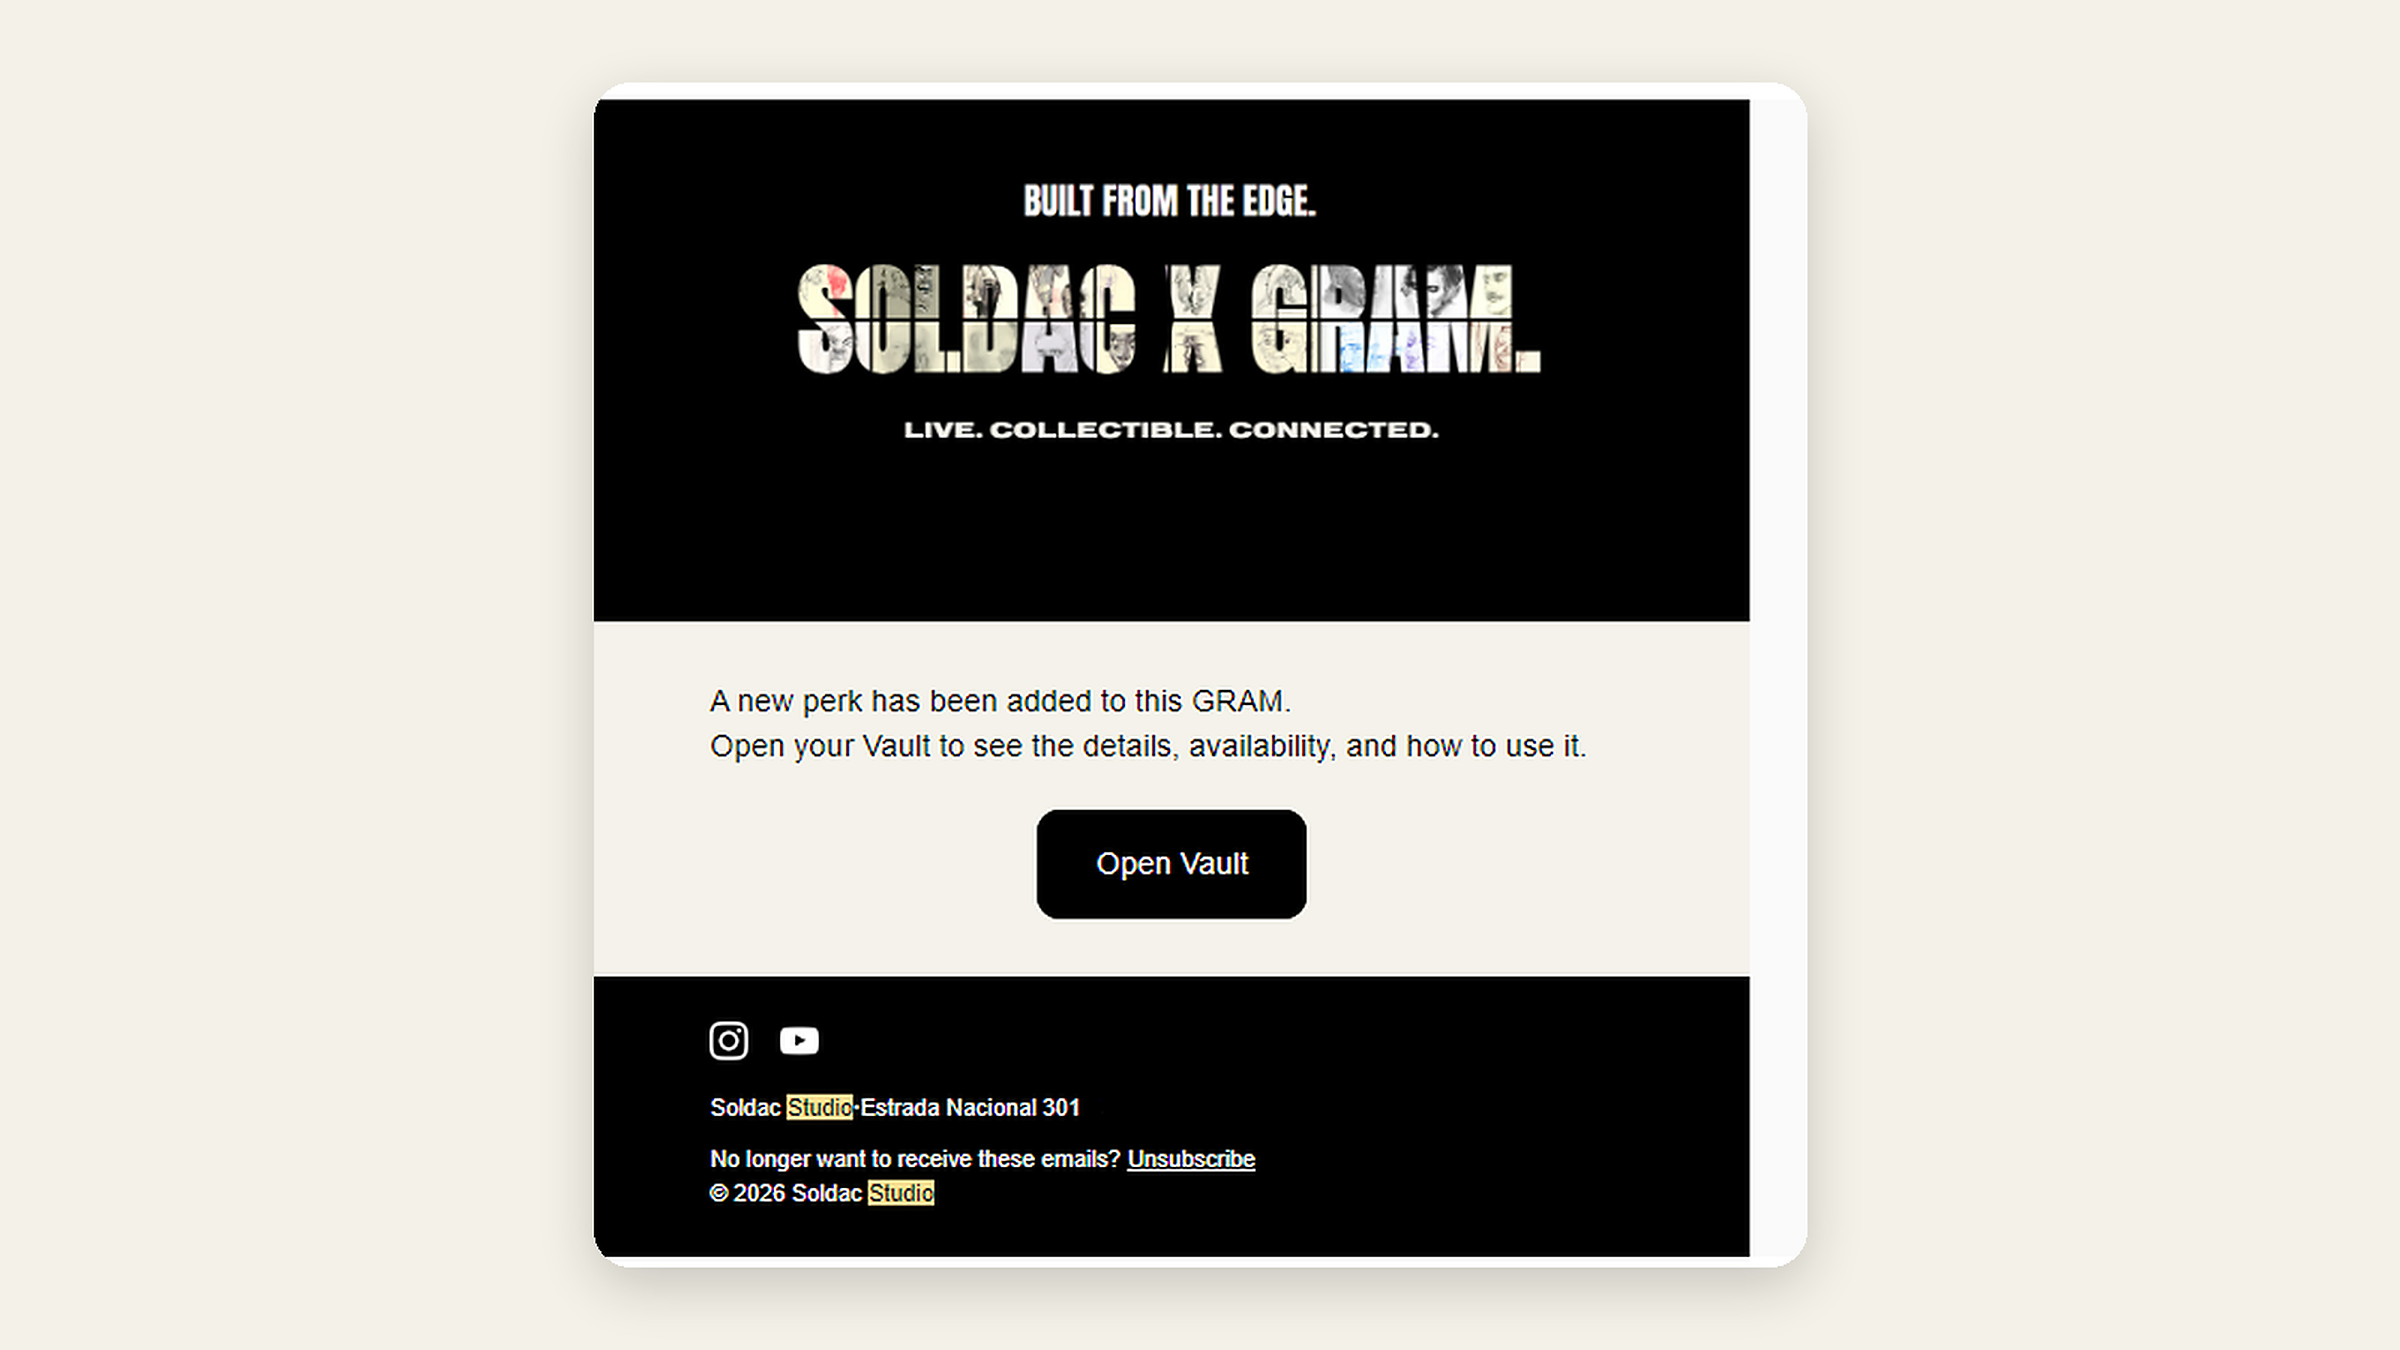 BUILT FROM THE EDGE.
SOLDAC X GRAM.
LIVE. COLLECTIBLE. CONNECTED.
A new perk has been added to this GRAM.
Open your Vault to see the details, availability, and how to use it.
Open Vault
Soldac Studio·Estrada Nacional 301
No longer want to receive these emails? Unsubscribe
© 2026 Soldac Studio